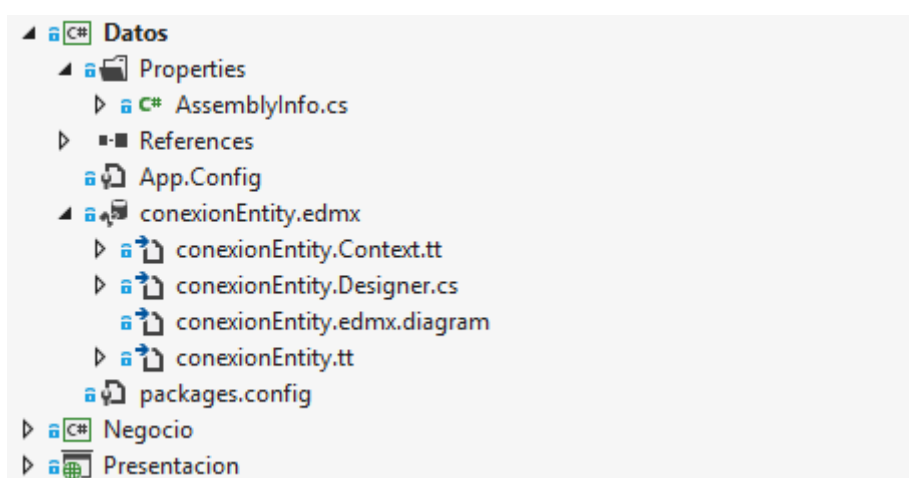 C# Datos
Properties
C# AssemblyInfo.cs
References
App.Config
conexionEntity.edmx
conexionEntity.Context.tt
conexionEntity.Designer.cs
conexionEntity.edmx.diagram
conexionEntity.tt
packages.config
C# Negocio
Presentacion